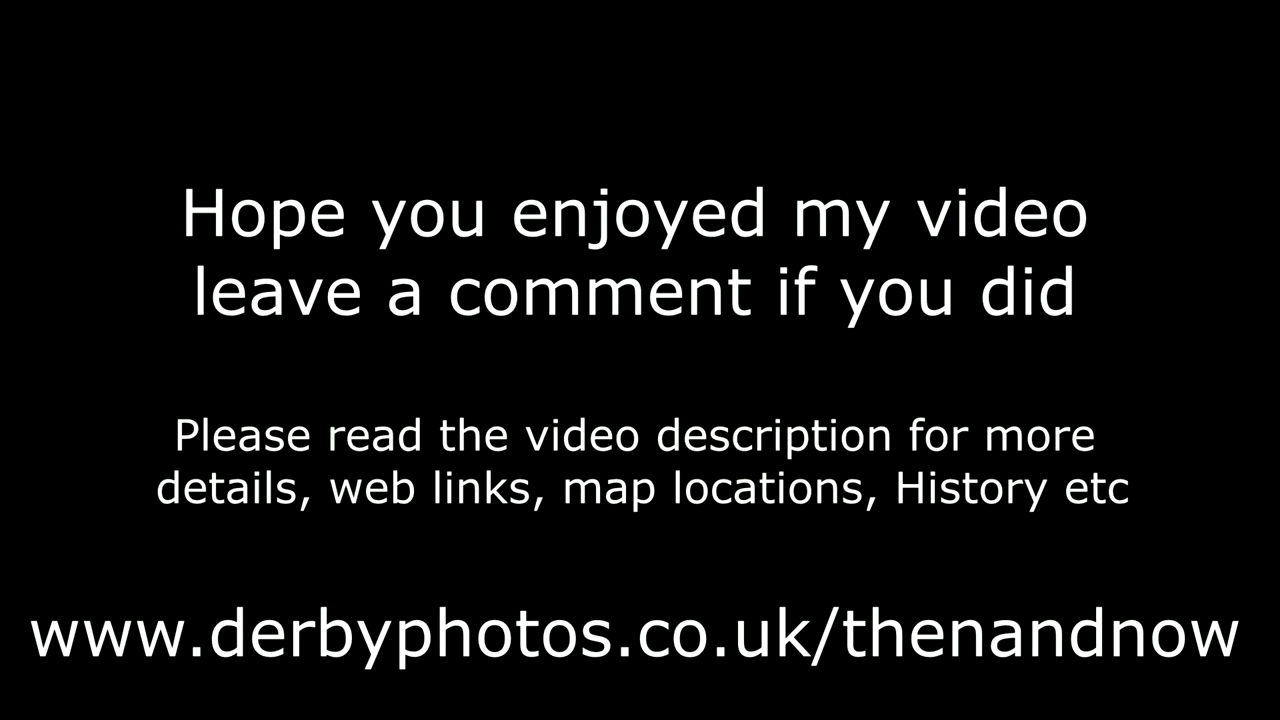 Hope you enjoyed my video
leave a comment if you did
Please read the video description for more
details, web links, map locations, History etc
www.derbyphotos.co.uk/thenandnow